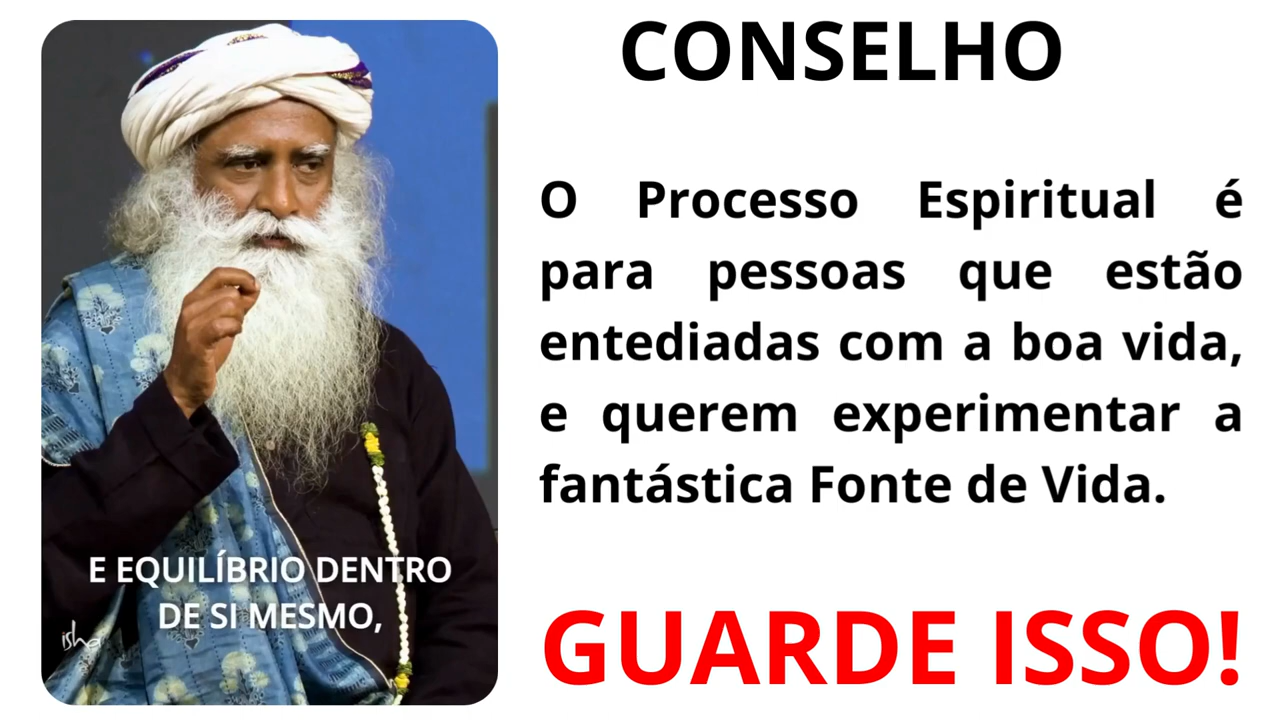 CONSELHO
O Processo Espiritual é
para pessoas que estão
entediadas com a boa vida,
e querem experimentar a
fantástica Fonte de Vida.
GUARDE ISSO!
E EQUILÍBRIO DENTRO
DE SI MESMO,
isha